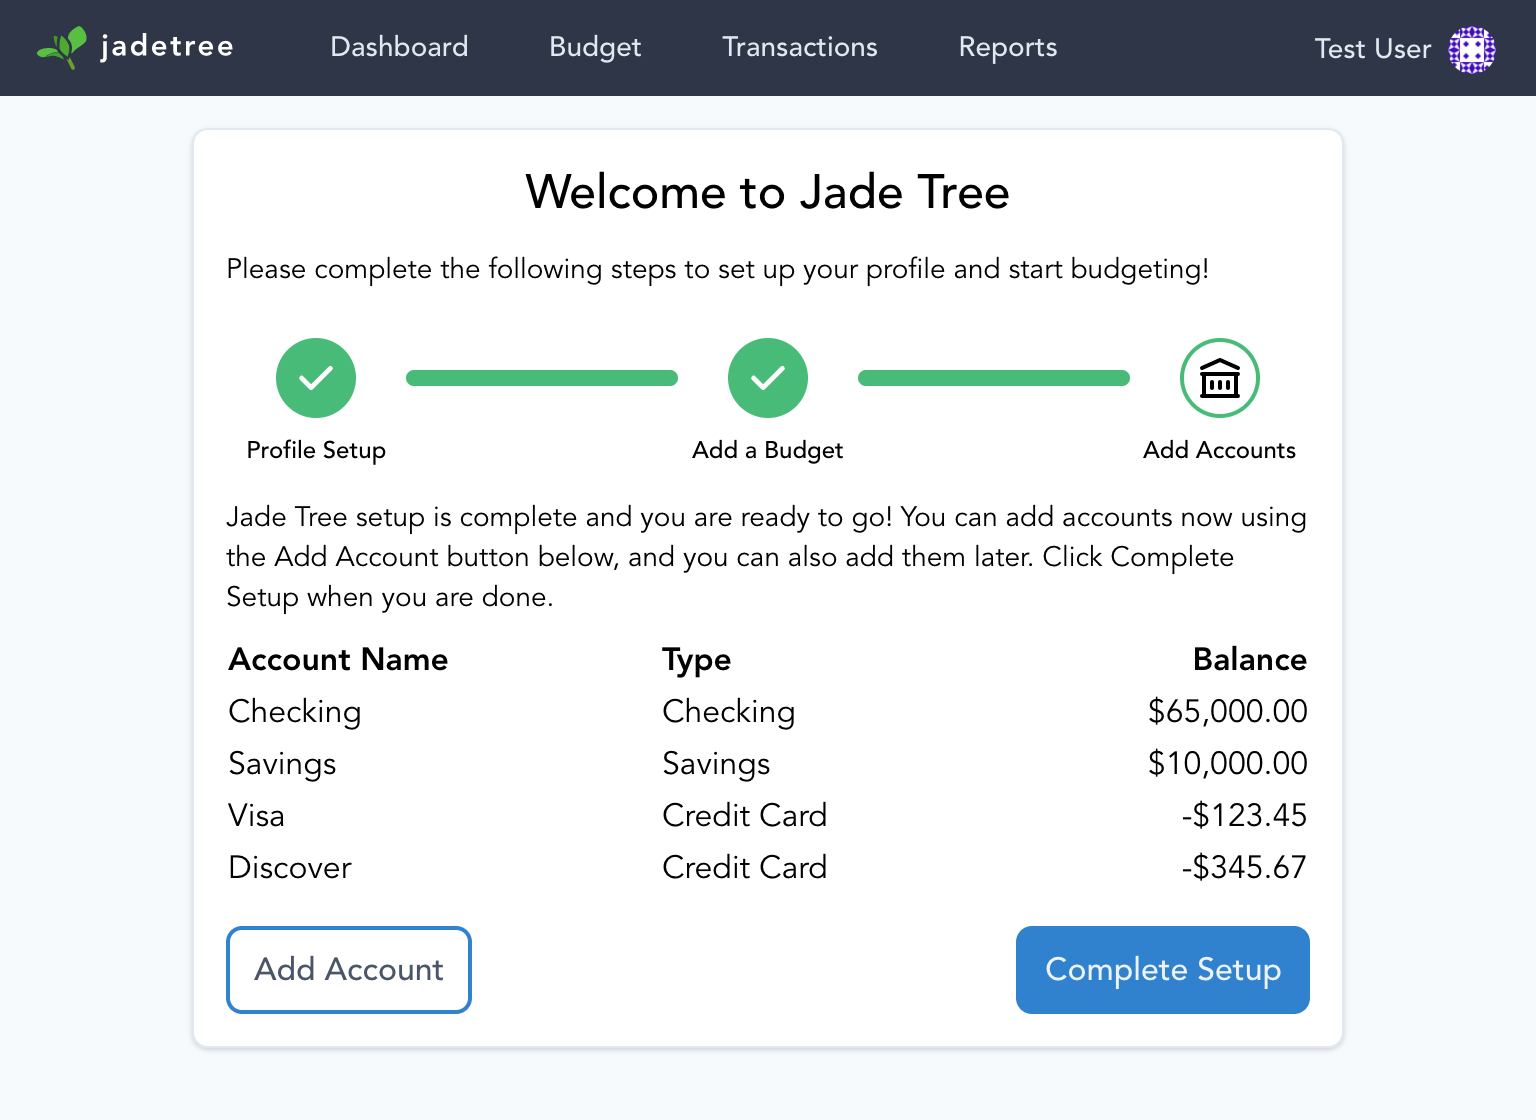 jadetree Dashboard Budget Transactions Reports Test User
Welcome to Jade Tree
Please complete the following steps to set up your profile and start budgeting!
Profile Setup Add a Budget Add Accounts
Jade Tree setup is complete and you are ready to go! You can add accounts now using
the Add Account button below, and you can also add them later. Click Complete
Setup when you are done.
Account Name Type Balance
Checking Checking $65,000.00
Savings Savings $10,000.00
Visa Credit Card -$123.45
Discover Credit Card -$345.67
Add Account Complete Setup